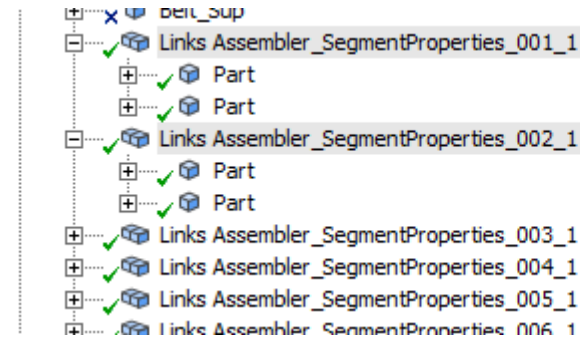 Belt_Sup
Links Assembler_SegmentProperties_001_1
Part
Part
Links Assembler_SegmentProperties_002_1
Part
Part
Links Assembler_SegmentProperties_003_1
Links Assembler_SegmentProperties_004_1
Links Assembler_SegmentProperties_005_1
Links Assembler_SegmentProperties_006_1